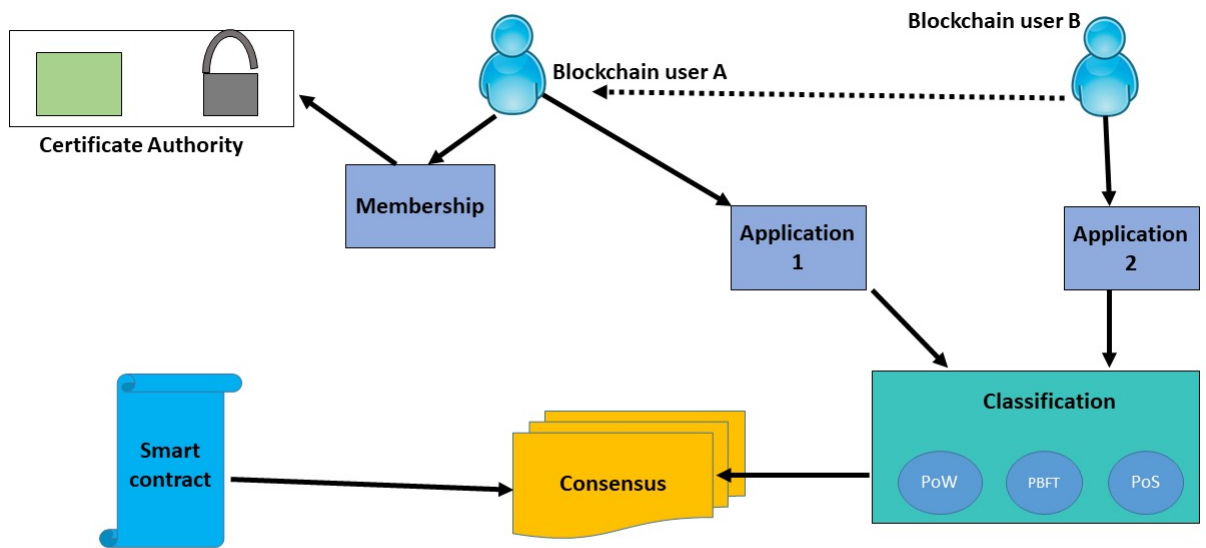 Blockchain user B
Blockchain user A
Certificate Authority
Membership
Application
1
Application
2
Classification
Smart
contract
Consensus
PoW
PBFT
PoS